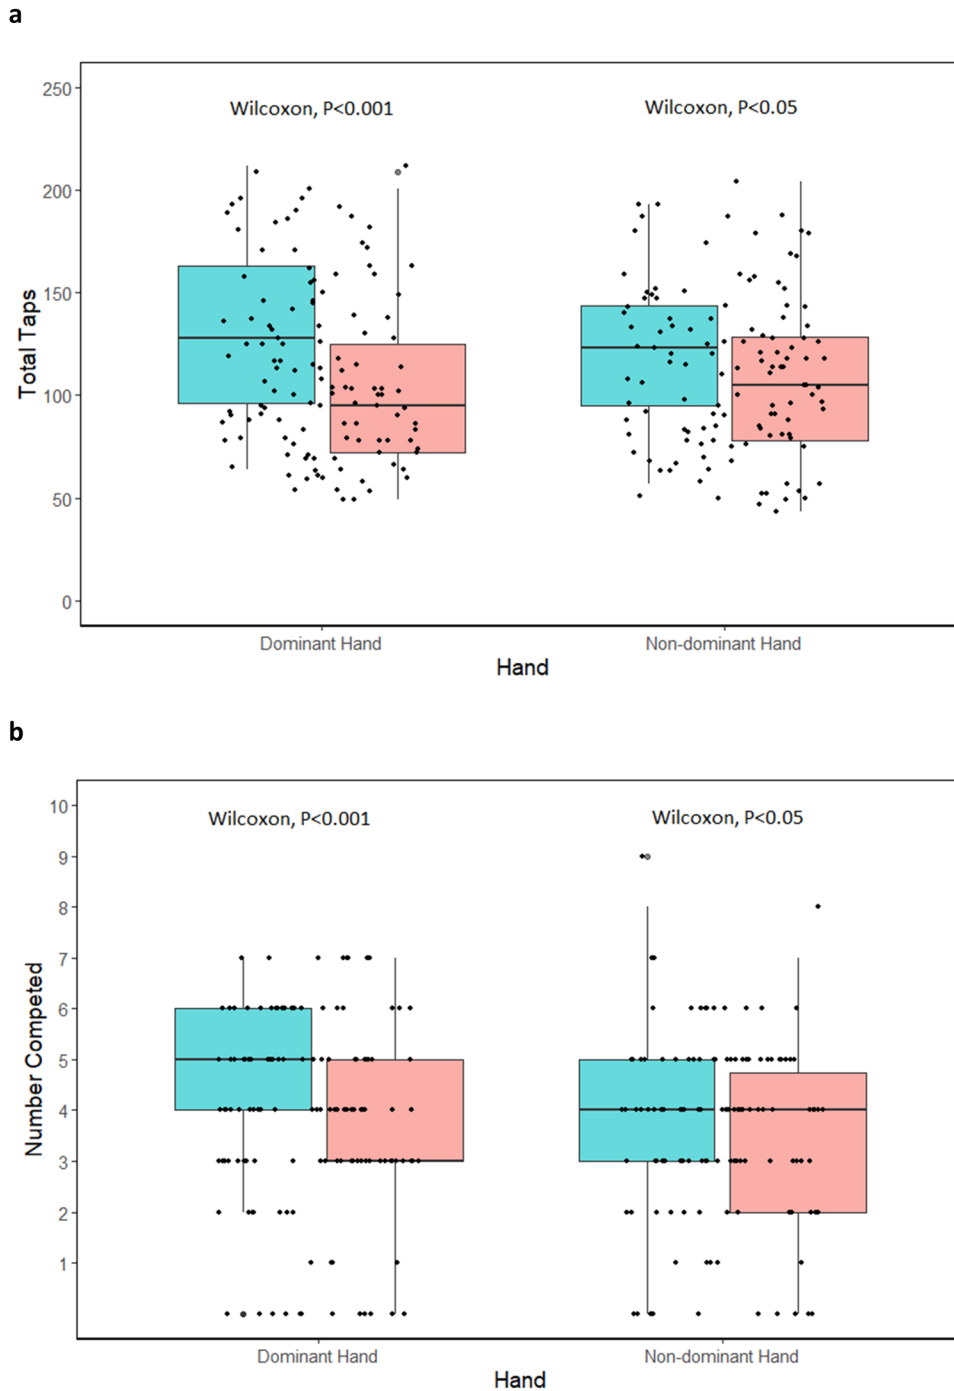 a
Total Taps
250
200
150
100
50
0
Wilcoxon, P<0.001
Wilcoxon, P<0.05
Dominant Hand
Non-dominant Hand
Hand
b
Number Competed
10
9
8
7
6
5
4
3
2
1
Wilcoxon, P<0.001
Wilcoxon, P<0.05
Dominant Hand
Non-dominant Hand
Hand